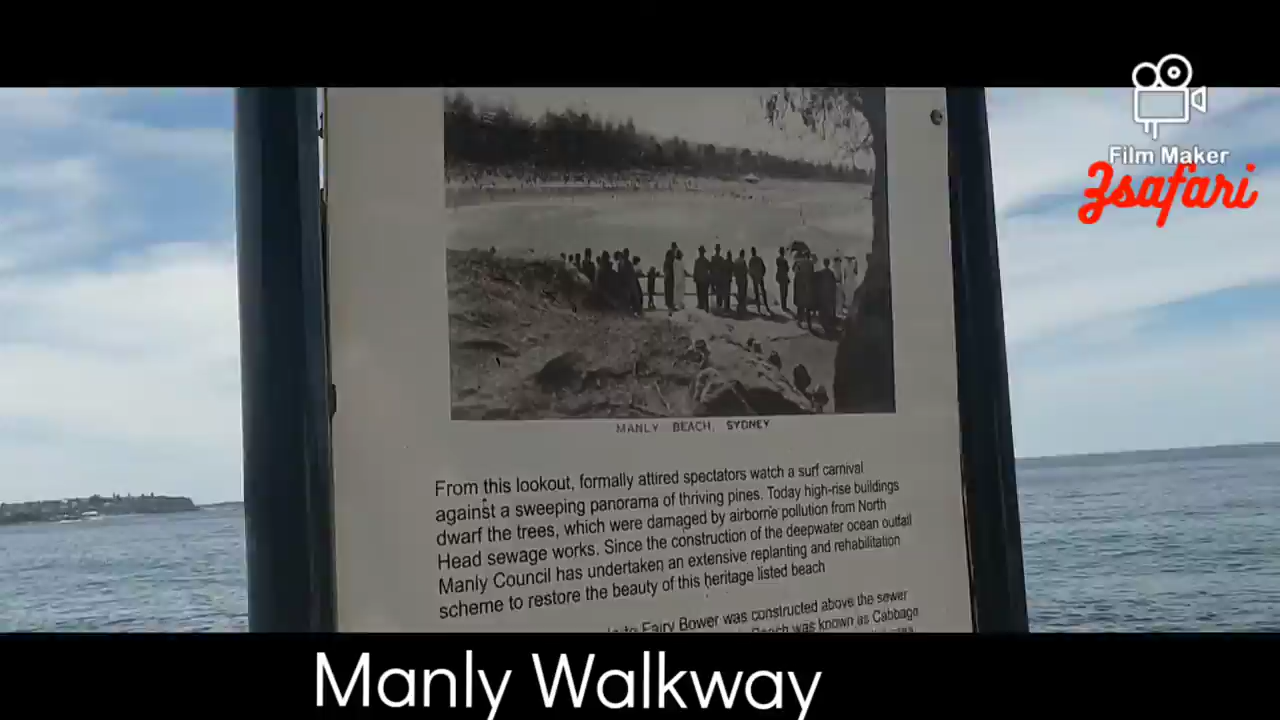 Film Maker
Zsafari
MANLY BEACH, SYDNEY
From this lookout, formally attired spectators watch a surf carnival
against a sweeping panorama of thriving pines. Today high-rise buildings
dwarf the trees, which were damaged by airborne pollution from North
Head sewage works. Since the construction of the deepwater ocean outfall
Manly Council has undertaken an extensive replanting and rehabilitation
scheme to restore the beauty of this heritage listed beach
to Fairy Bower was constructed above the sewer
Beach was known as Cabbage
Manly Walkway